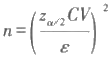 n = (z_{α/2} CV / ε)^2